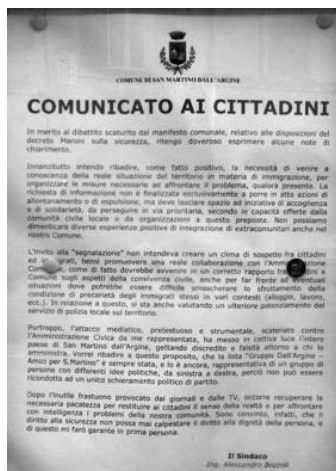 COMUNE DI SAN MARTINO DALL'ARGINE
COMUNICATO AI CITTADINI
In merito al dibattito scaturito dal manifesto comunale, relativo alle disposizioni del
decreto Maroni sulla sicurezza, ritengo doveroso esprimere alcune note di
chiarimento.
Innanzitutto intendo ribadire, come fatto positivo, la necessità di venire a
conoscenza della reale situazione del territorio in materia di immigrazione, per
organizzare le misure necessarie ad affrontare il problema, qualora presente. La
richiesta di informazione non è finalizzata esclusivamente a porre in atto azioni di
allontanamento o di espulsione, ma deve lasciare spazio ad iniziative di accoglienza
e di solidarietà, da perseguire in via prioritaria, secondo le capacità offerte dalla
comunità civile locale o da organizzazioni a questo preposte. Non possiamo
dimenticare diverse esperienze positive di integrazione di extracomunitari anche nel
nostro Comune.
L'invito alla "segnalazione" non intendeva creare un clima di sospetto fra cittadini
ed grati, bensì promuovere una reale collaborazione con l'Amm
Comune, come di fatto dovrebbe avvenire in un corretto rapporto fra dini e
Comune sugli aspetti della convivenza civile, anche per far fronte ad eventuali
situazioni dove potrebbe essere difficile smascherare lo sfruttamento della
condizione di precarietà degli immigrati stessi in vari contesti (alloggio, lavoro,
ecc.). In relazione a questo, si sta anche valutando un ulteriore potenziamento del
servizio di polizia locale sul territorio.
Purtroppo, l'attacco mediatico, pretestuoso e strumentale, scatenato contro
l'Amministrazione Civica da me rappresentata, ha messo in cattiva luce l'intero
paese di San Martino dall'Argine, gettando discredito e falsità attorno a chi lo
amministra. Vorrei ribadire a questo proposito, che la lista "Gruppo Dell'Argine –
Amici per S.Martino" è sempre stata, e lo è ancora, rappresentativa di un gruppo di
persone con differenti idee politiche, da sinistra a destra, perciò non può essere
ricondotta ad un unico schieramento politico di partito.
Dopo l'inutile frastuono provocato dai giornali e dalle TV, occorre recuperare la
necessaria pacatezza per restituire ai cittadini il senso della realtà e per affrontare
con intelligenza i problemi della nostra comunità. Sono convinto, infatti, che il
diritto alla sicurezza non possa mai calpestare il diritto alla dignità della persona, e
di questo mi farò garante in prima persona.
Il Sindaco
Ing. Alessandro Bozzoli